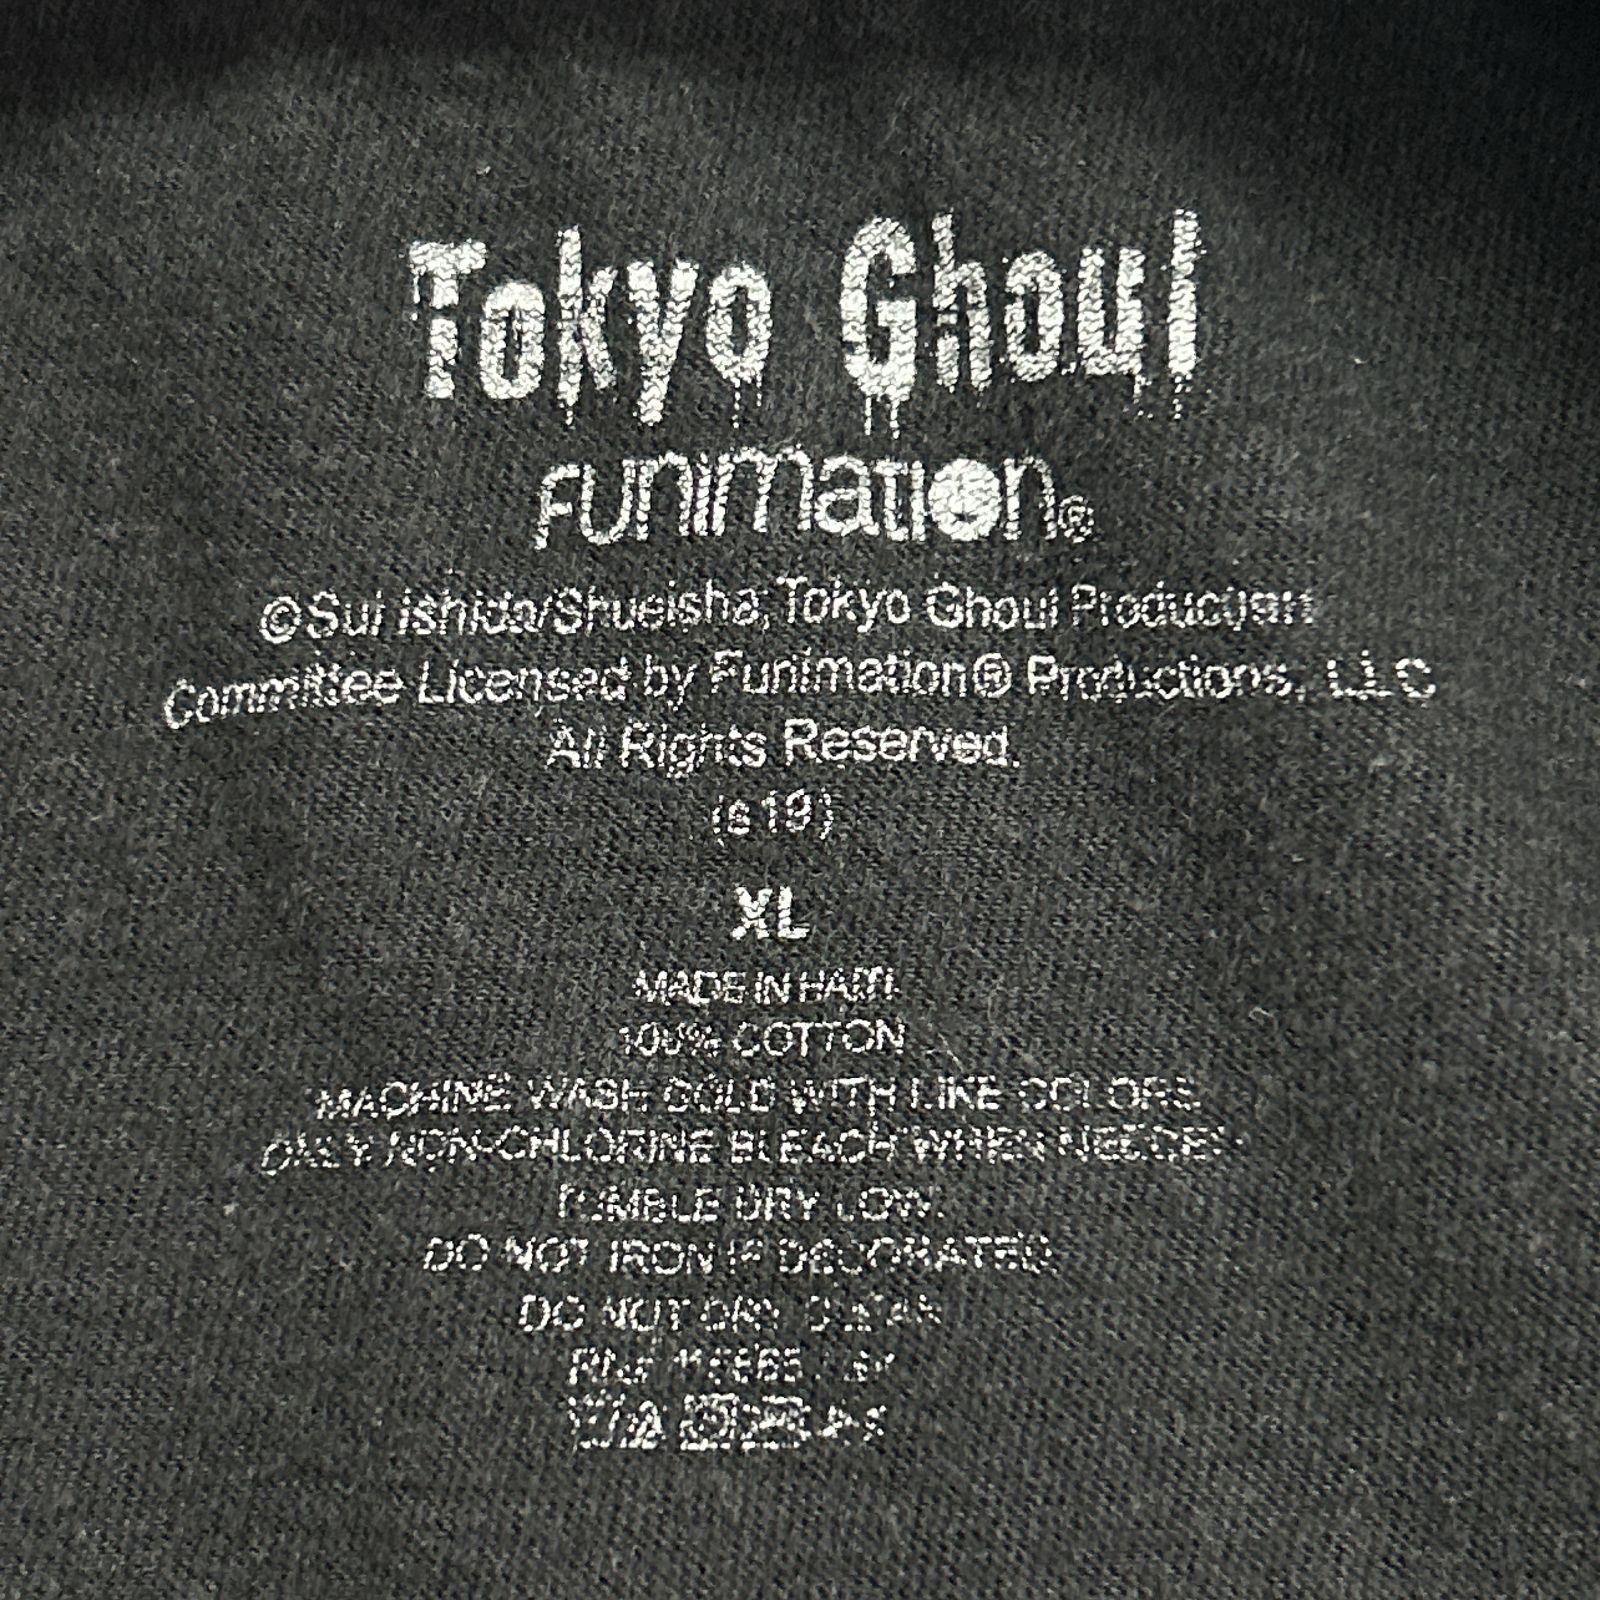 Tokyo Ghoul
FUnimation®
©Sui Ishida/Shueisha, Tokyo Ghoul Production
Committee Licensed by Funimation® Productions, LLC
All Rights Reserved.
XL
MADE IN HAITI
100% COTTON
MACHINE WASH COLD WITH LIKE COLORS
ONLY NON-CHLORINE BLEACH WHEN NEEDED
TUMBLE DRY LOW.
DO NOT IRON IF DECORATED
DO NOT DRY CLEAN